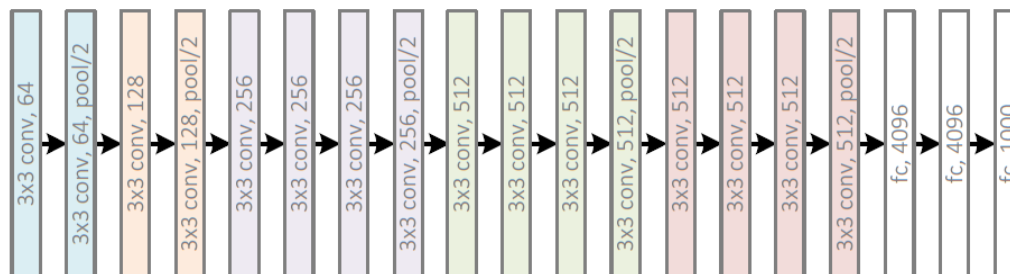 3x3 conv, 64
3x3 conv, 64, pool/2
3x3 conv, 128
3x3 conv, 128, pool/2
3x3 conv, 256
3x3 conv, 256
3x3 conv, 256
3x3 conv, 256, pool/2
3x3 conv, 512
3x3 conv, 512
3x3 conv, 512
3x3 conv, 512, pool/2
3x3 conv, 512
3x3 conv, 512
3x3 conv, 512
3x3 conv, 512, pool/2
fc, 4096
fc, 4096
fc, 1000